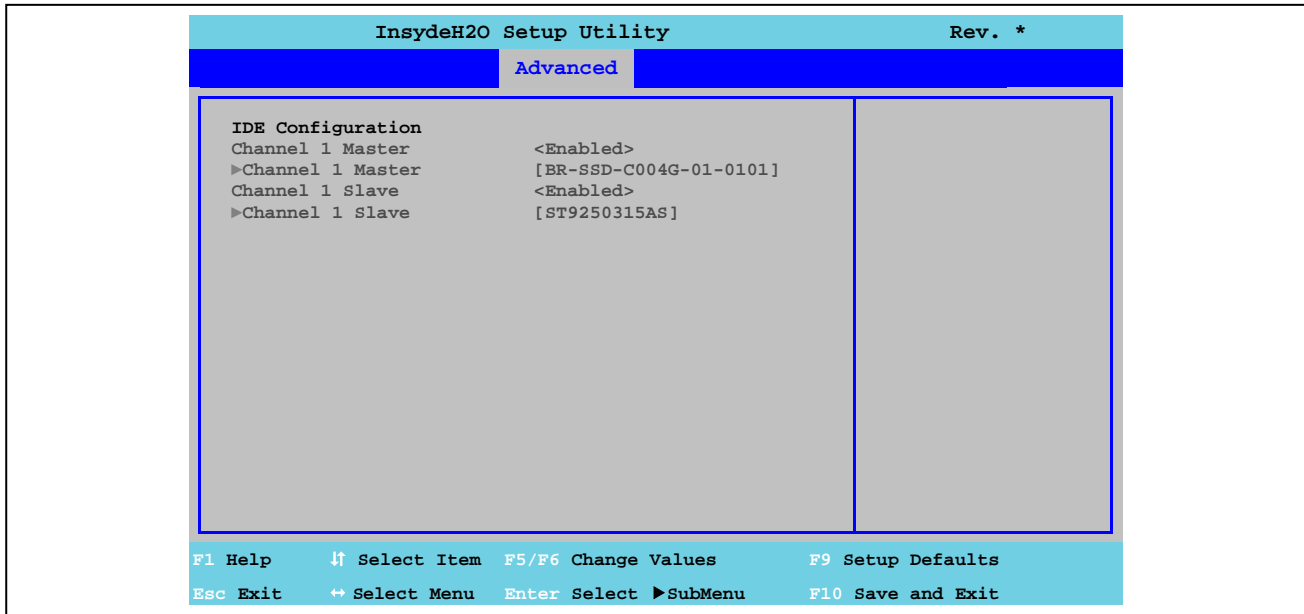 InsydeH2O Setup Utility Rev. *
Advanced
IDE Configuration
Channel 1 Master <Enabled>
►Channel 1 Master [BR-SSD-C004G-01-0101]
Channel 1 Slave <Enabled>
►Channel 1 Slave [ST9250315AS]
F1 Help ↓↑ Select Item F5/F6 Change Values F9 Setup Defaults
Esc Exit ↔ Select Menu Enter Select ►SubMenu F10 Save and Exit